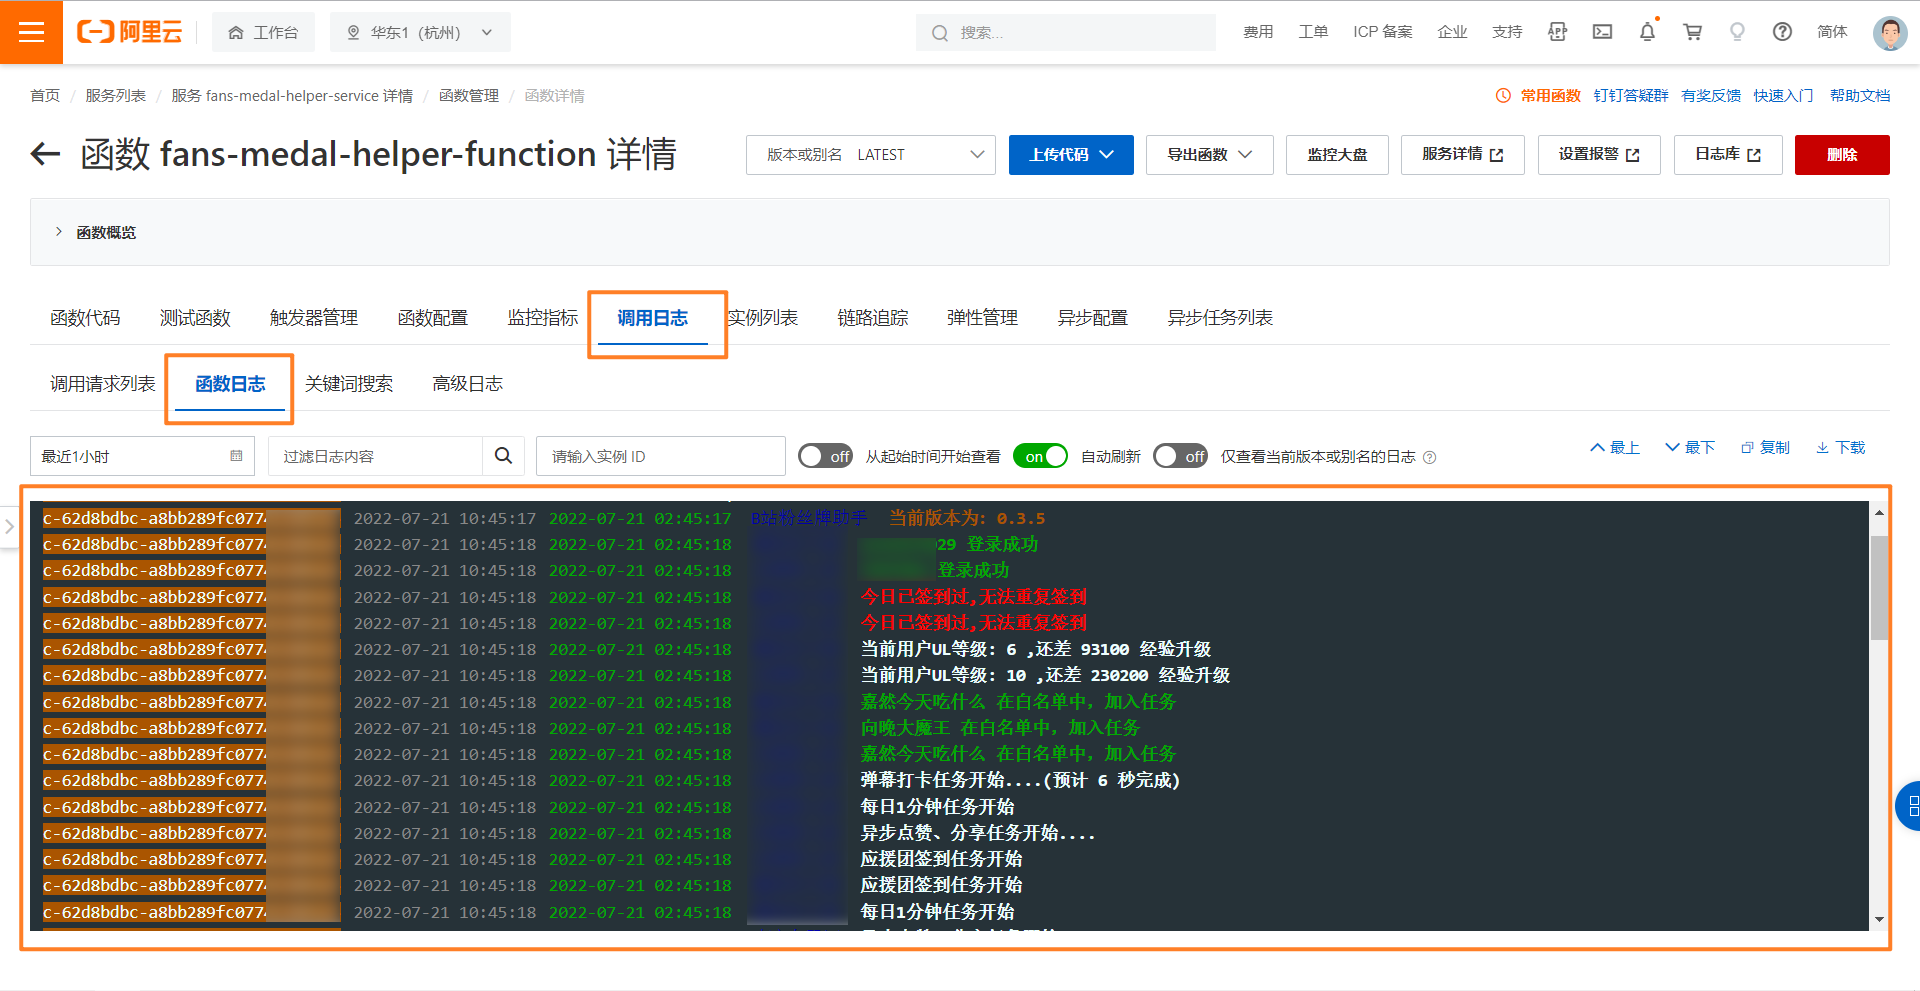 阿里云
工作台
华东1（杭州）
搜索...
费用
工单
ICP 备案
企业
支持
APP
简体
首页 / 服务列表 / 服务 fans-medal-helper-service 详情 / 函数管理 / 函数详情
常用函数
钉钉答疑群
有奖反馈
快速入门
帮助文档
函数 fans-medal-helper-function 详情
版本或别名 LATEST
上传代码
导出函数
监控大盘
服务详情
设置报警
日志库
删除
函数概览
函数代码
测试函数
触发器管理
函数配置
监控指标
调用日志
实例列表
链路追踪
弹性管理
异步配置
异步任务列表
调用请求列表
函数日志
关键词搜索
高级日志
最近1小时
过滤日志内容
请输入实例 ID
off 从起始时间开始查看
on 自动刷新
off 仅查看当前版本或别名的日志
最上
最下
复制
下载
c-62d8bdbc-a8bb289fc077 2022-07-21 10:45:17 2022-07-21 02:45:17 B站粉丝牌助手 当前版本为: 0.3.5
c-62d8bdbc-a8bb289fc077 2022-07-21 10:45:18 2022-07-21 02:45:18 29 登录成功
c-62d8bdbc-a8bb289fc077 2022-07-21 10:45:18 2022-07-21 02:45:18 登录成功
c-62d8bdbc-a8bb289fc077 2022-07-21 10:45:18 2022-07-21 02:45:18 今日已签到过,无法重复签到
c-62d8bdbc-a8bb289fc077 2022-07-21 10:45:18 2022-07-21 02:45:18 今日已签到过,无法重复签到
c-62d8bdbc-a8bb289fc077 2022-07-21 10:45:18 2022-07-21 02:45:18 当前用户UL等级: 6 ,还差 93100 经验升级
c-62d8bdbc-a8bb289fc077 2022-07-21 10:45:18 2022-07-21 02:45:18 当前用户UL等级: 10 ,还差 230200 经验升级
c-62d8bdbc-a8bb289fc077 2022-07-21 10:45:18 2022-07-21 02:45:18 嘉然今天吃什么 在白名单中，加入任务
c-62d8bdbc-a8bb289fc077 2022-07-21 10:45:18 2022-07-21 02:45:18 向晚大魔王 在白名单中，加入任务
c-62d8bdbc-a8bb289fc077 2022-07-21 10:45:18 2022-07-21 02:45:18 嘉然今天吃什么 在白名单中，加入任务
c-62d8bdbc-a8bb289fc077 2022-07-21 10:45:18 2022-07-21 02:45:18 弹幕打卡任务开始....(预计 6 秒完成)
c-62d8bdbc-a8bb289fc077 2022-07-21 10:45:18 2022-07-21 02:45:18 每日1分钟任务开始
c-62d8bdbc-a8bb289fc077 2022-07-21 10:45:18 2022-07-21 02:45:18 异步点赞、分享任务开始....
c-62d8bdbc-a8bb289fc077 2022-07-21 10:45:18 2022-07-21 02:45:18 应援团签到任务开始
c-62d8bdbc-a8bb289fc077 2022-07-21 10:45:18 2022-07-21 02:45:18 应援团签到任务开始
c-62d8bdbc-a8bb289fc077 2022-07-21 10:45:18 2022-07-21 02:45:18 每日1分钟任务开始